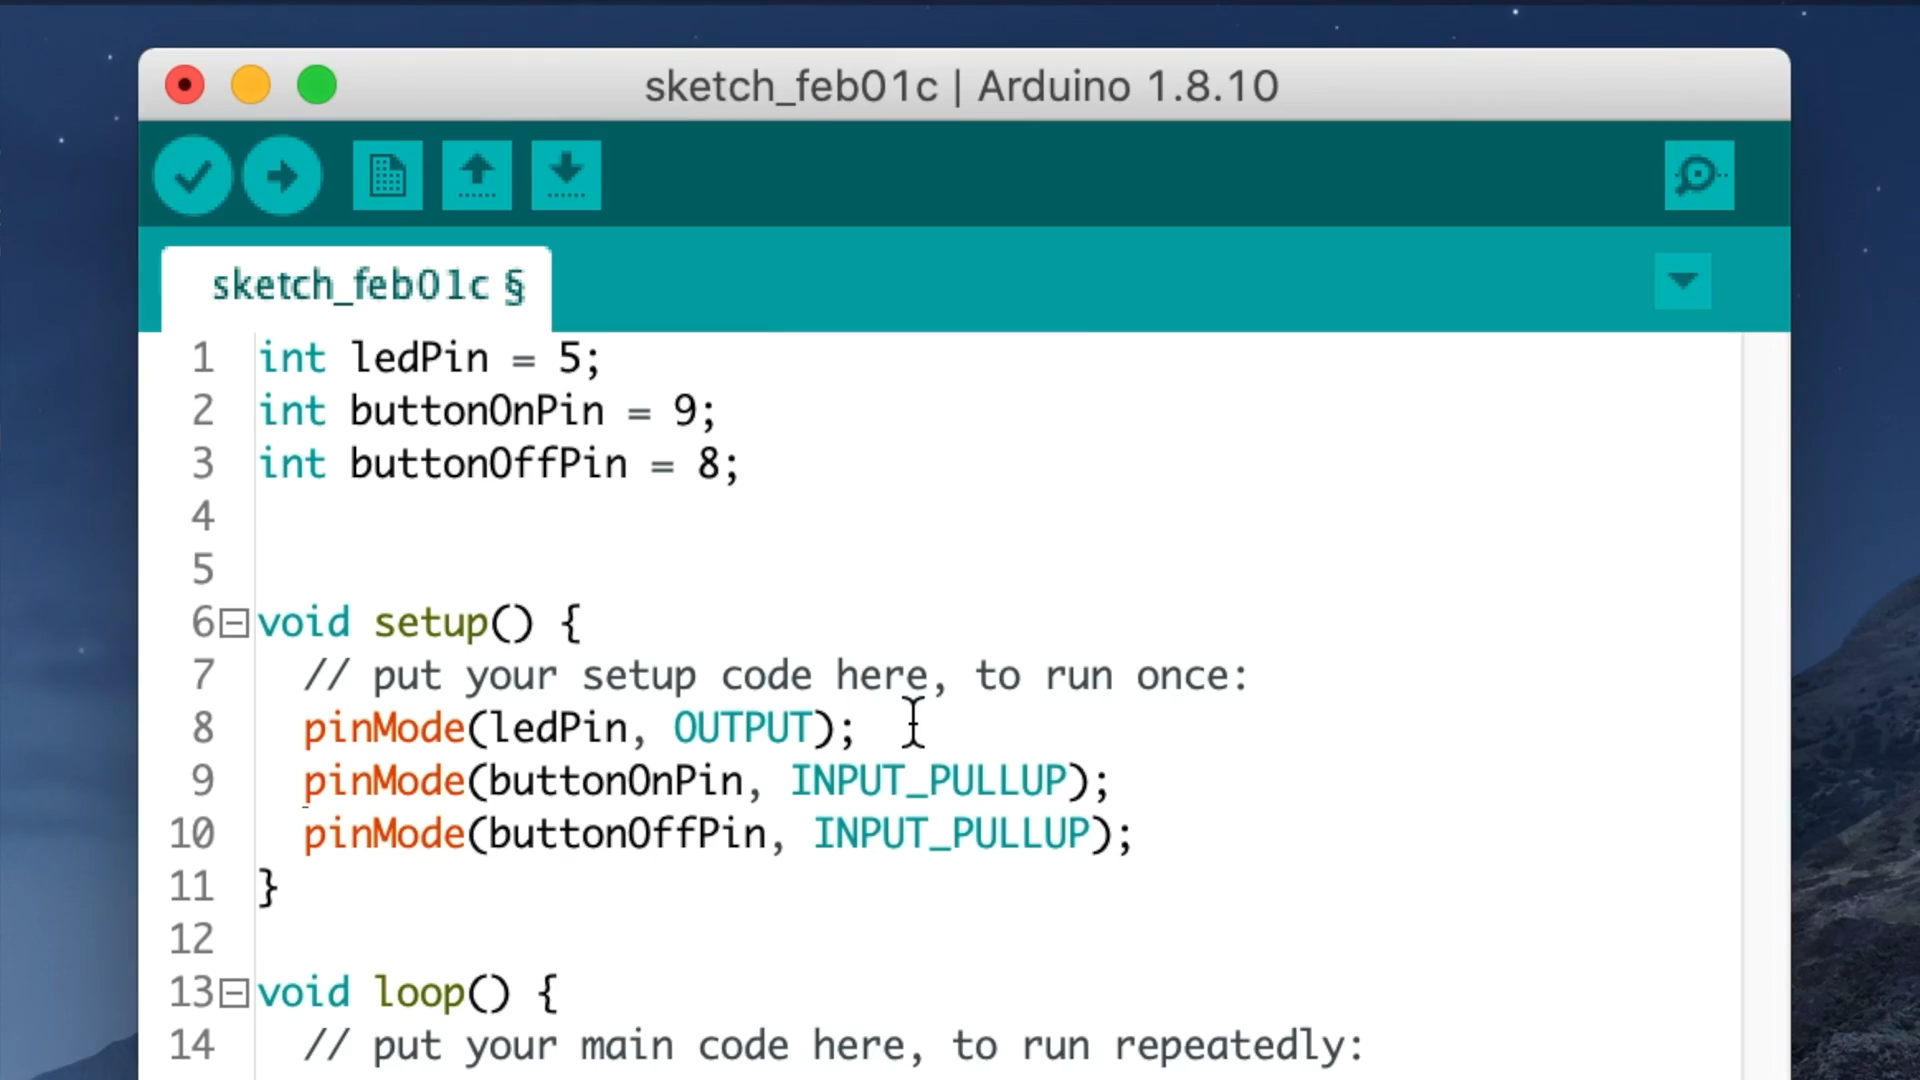 sketch_feb01c | Arduino 1.8.10
sketch_feb01c §
1 int ledPin = 5;
2 int buttonOnPin = 9;
3 int buttonOffPin = 8;
4
5
6 void setup() {
7 // put your setup code here, to run once:
8 pinMode(ledPin, OUTPUT);
9 pinMode(buttonOnPin, INPUT_PULLUP);
10 pinMode(buttonOffPin, INPUT_PULLUP);
11 }
12
13 void loop() {
14 // put your main code here, to run repeatedly: